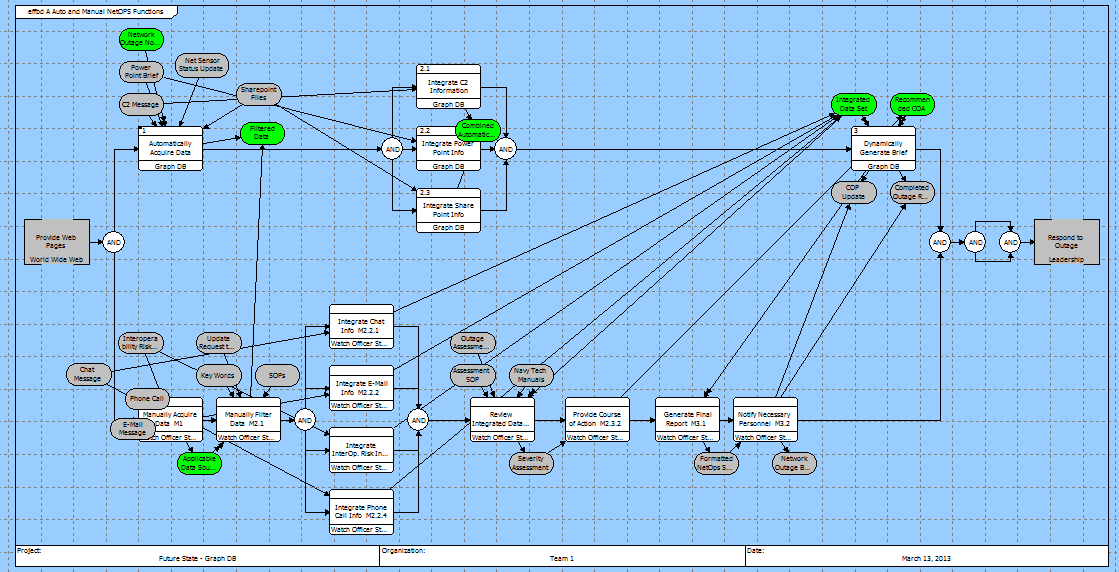 effbd A Auto and Manual NetOPS Functions
Network
Outage No...
Power
Point Brief
Net Sensor
Status Update
C2 Message
Sharepoint
Files
Filtered
Data
1
Automatically
Acquire Data
Graph DB
2.1
Integrate C2
Information
Graph DB
Combined
Automatic...
2.2
Integrate Power
Point Info
Graph DB
2.3
Integrate Share
Point Info
Graph DB
AND
AND
Integrated
Data Set
Recommen
ded COA
3
Dynamically
Generate Brief
Graph DB
COP
Update
Completed
Outage R...
Provide Web
Pages
World Wide Web
AND
AND
AND
AND
Respond to
Outage
Leadership
Interopera
bility Risk...
Update
Request t...
Chat
Message
Key Words
SOPs
Phone Call
E-Mail
Message
Manually Acquire
Data M1
Watch Officer St...
Manually Filter
Data M2.1
Watch Officer St...
Applicable
Data Sou...
AND
Integrate Chat
Info M2.2.1
Watch Officer St...
Integrate E-Mail
Info M2.2.2
Watch Officer St...
Integrate
InterOp. Risk In...
Watch Officer St...
Integrate Phone
Call Info M2.2.4
Watch Officer St...
AND
Outage
Assessme...
Assessment
SOP
Navy Tech
Manuals
Review
Integrated Data...
Watch Officer St...
Severity
Assessment
Provide Course
of Action M2.3.2
Watch Officer St...
Generate Final
Report M3.1
Watch Officer St...
Formatted
NetOps S...
Notify Necessary
Personnel M3.2
Watch Officer St...
Network
Outage B...
Project:
Future State - Graph DB
Organization:
Team 1
Date:
March 13, 2013